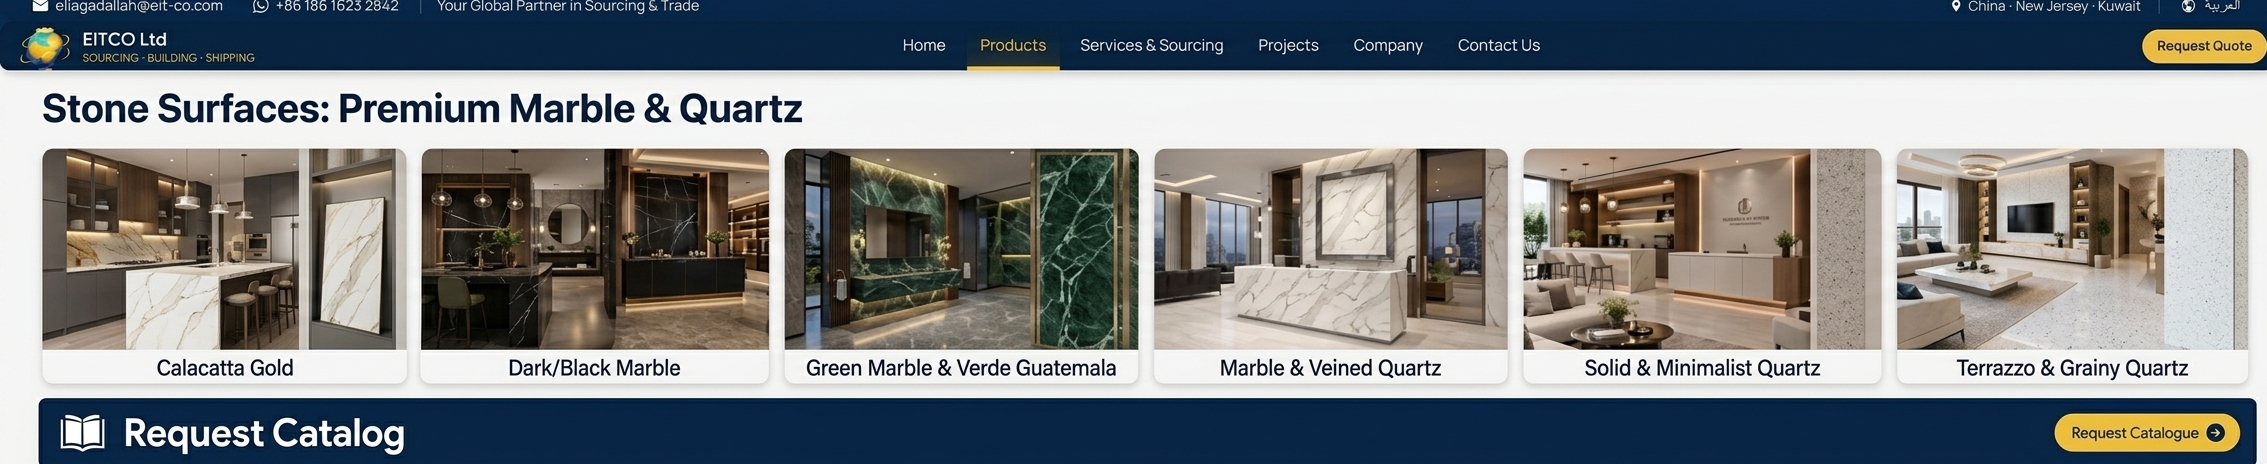 eliagadallah@eit-co.com
+86 186 1623 2842
Your Global Partner in Sourcing & Trade
China · New Jersey · Kuwait
العربية
EITCO Ltd
SOURCING - BUILDING · SHIPPING
Home
Products
Services & Sourcing
Projects
Company
Contact Us
Request Quote
Stone Surfaces: Premium Marble & Quartz
Calacatta Gold
Dark/Black Marble
Green Marble & Verde Guatemala
Marble & Veined Quartz
Solid & Minimalist Quartz
Terrazzo & Grainy Quartz
Request Catalog
Request Catalogue